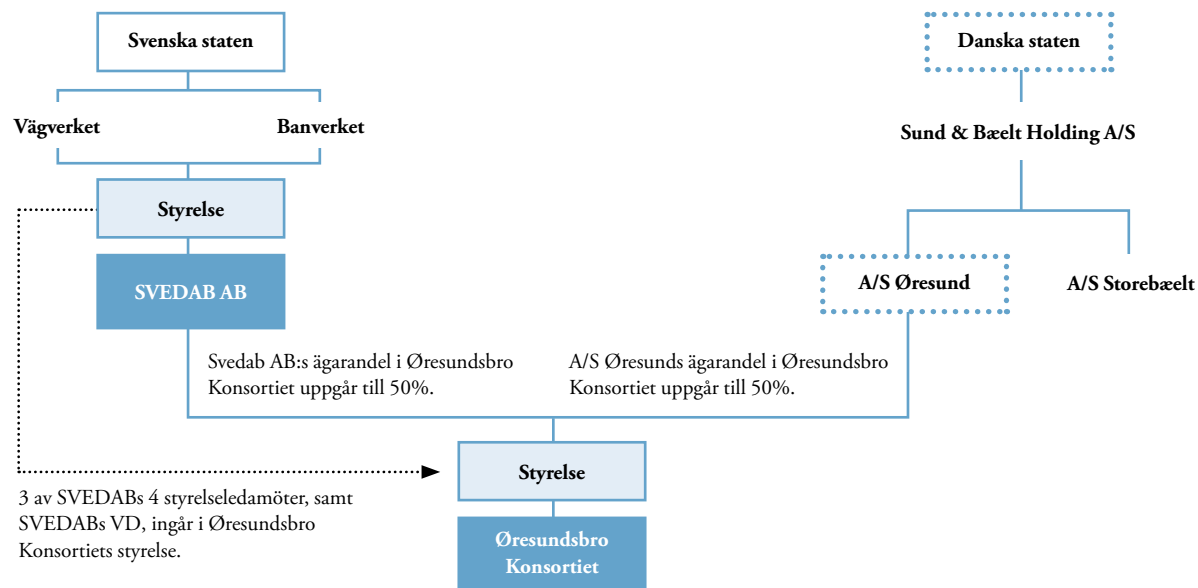 Svenska staten
Danska staten
Vägverket
Banverket
Sund & Bæelt Holding A/S
Styrelse
SVEDAB AB
A/S Øresund
A/S Storebæelt
Svedab AB:s ägarandel i Øresundsbro
Konsortiet uppgår till 50%.
A/S Øresunds ägarandel i Øresundsbro
Konsortiet uppgår till 50%.
Styrelse
3 av SVEDABs 4 styrelseledamöter, samt
SVEDABs VD, ingår i Øresundsbro
Konsortiets styrelse.
Øresundsbro
Konsortiet